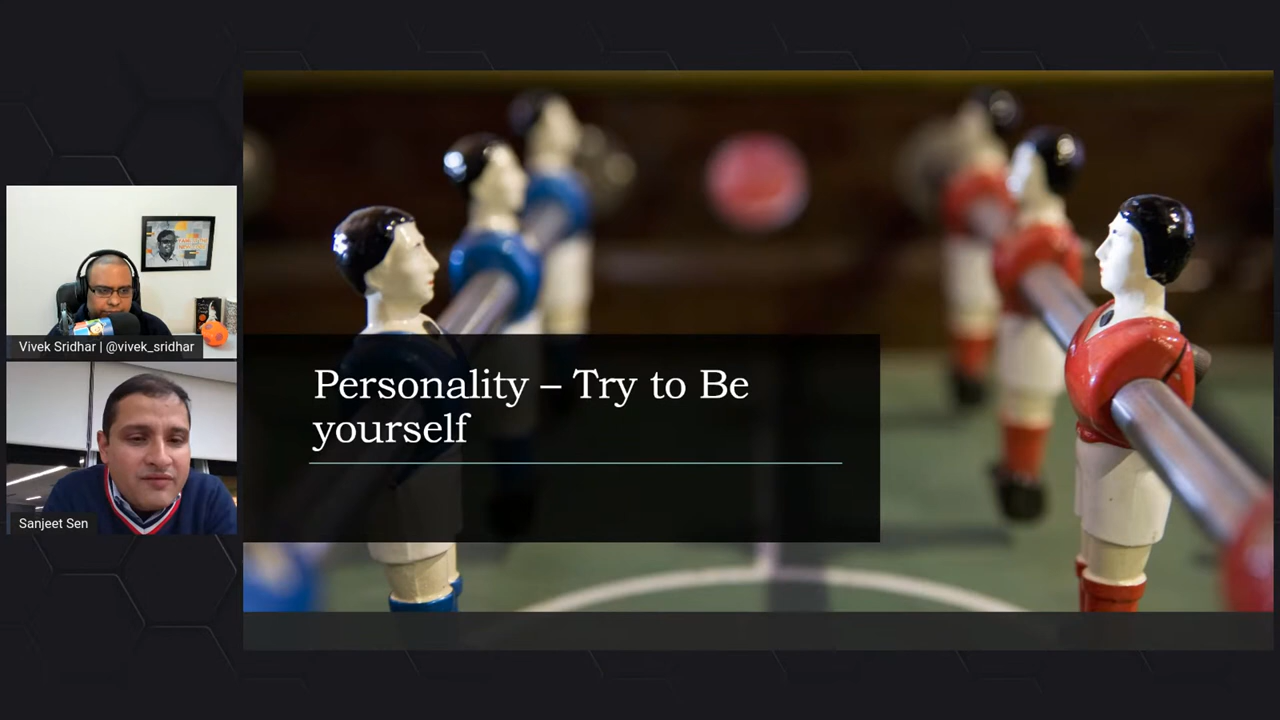 Vivek Sridhar | @vivek_sridhar
Sanjeet Sen
Personality – Try to Be
yourself